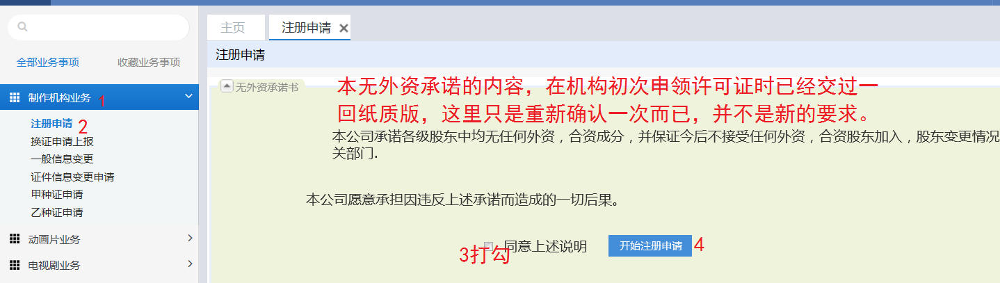 全部业务事项
收藏业务事项
制作机构业务 1
注册申请 2
换证申请上报
一般信息变更
证件信息变更申请
甲种证申请
乙种证申请
动画片业务
电视剧业务
主页
注册申请
注册申请
无外资承诺书
本无外资承诺的内容，在机构初次申领许可证时已经交过一
回纸质版，这里只是重新确认一次而已，并不是新的要求。
本公司承诺各级股东中均无任何外资，合资成分，并保证今后不接受任何外资，合资股东加入，股东变更情况
关部门.
本公司愿意承担因违反上述承诺而造成的一切后果。
同意上述说明
开始注册申请 4
3打勾